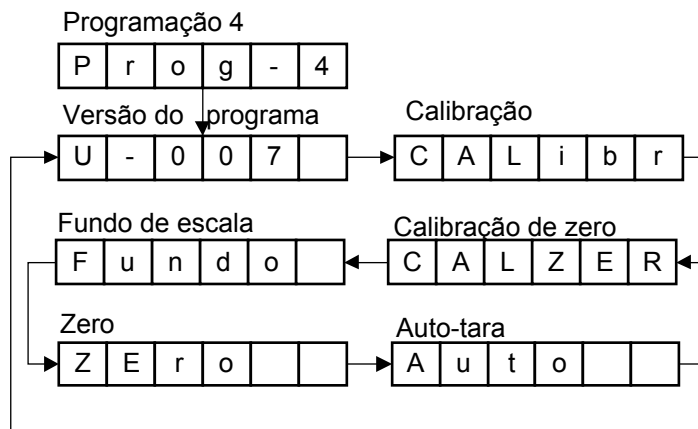 Programação 4
P r o g - 4
Versão do programa
U - 0 0 7
Calibração
C A L i b r
Fundo de escala
F u n d o
Calibração de zero
C A L Z E R
Zero
Z E r o
Auto-tara
A u t o